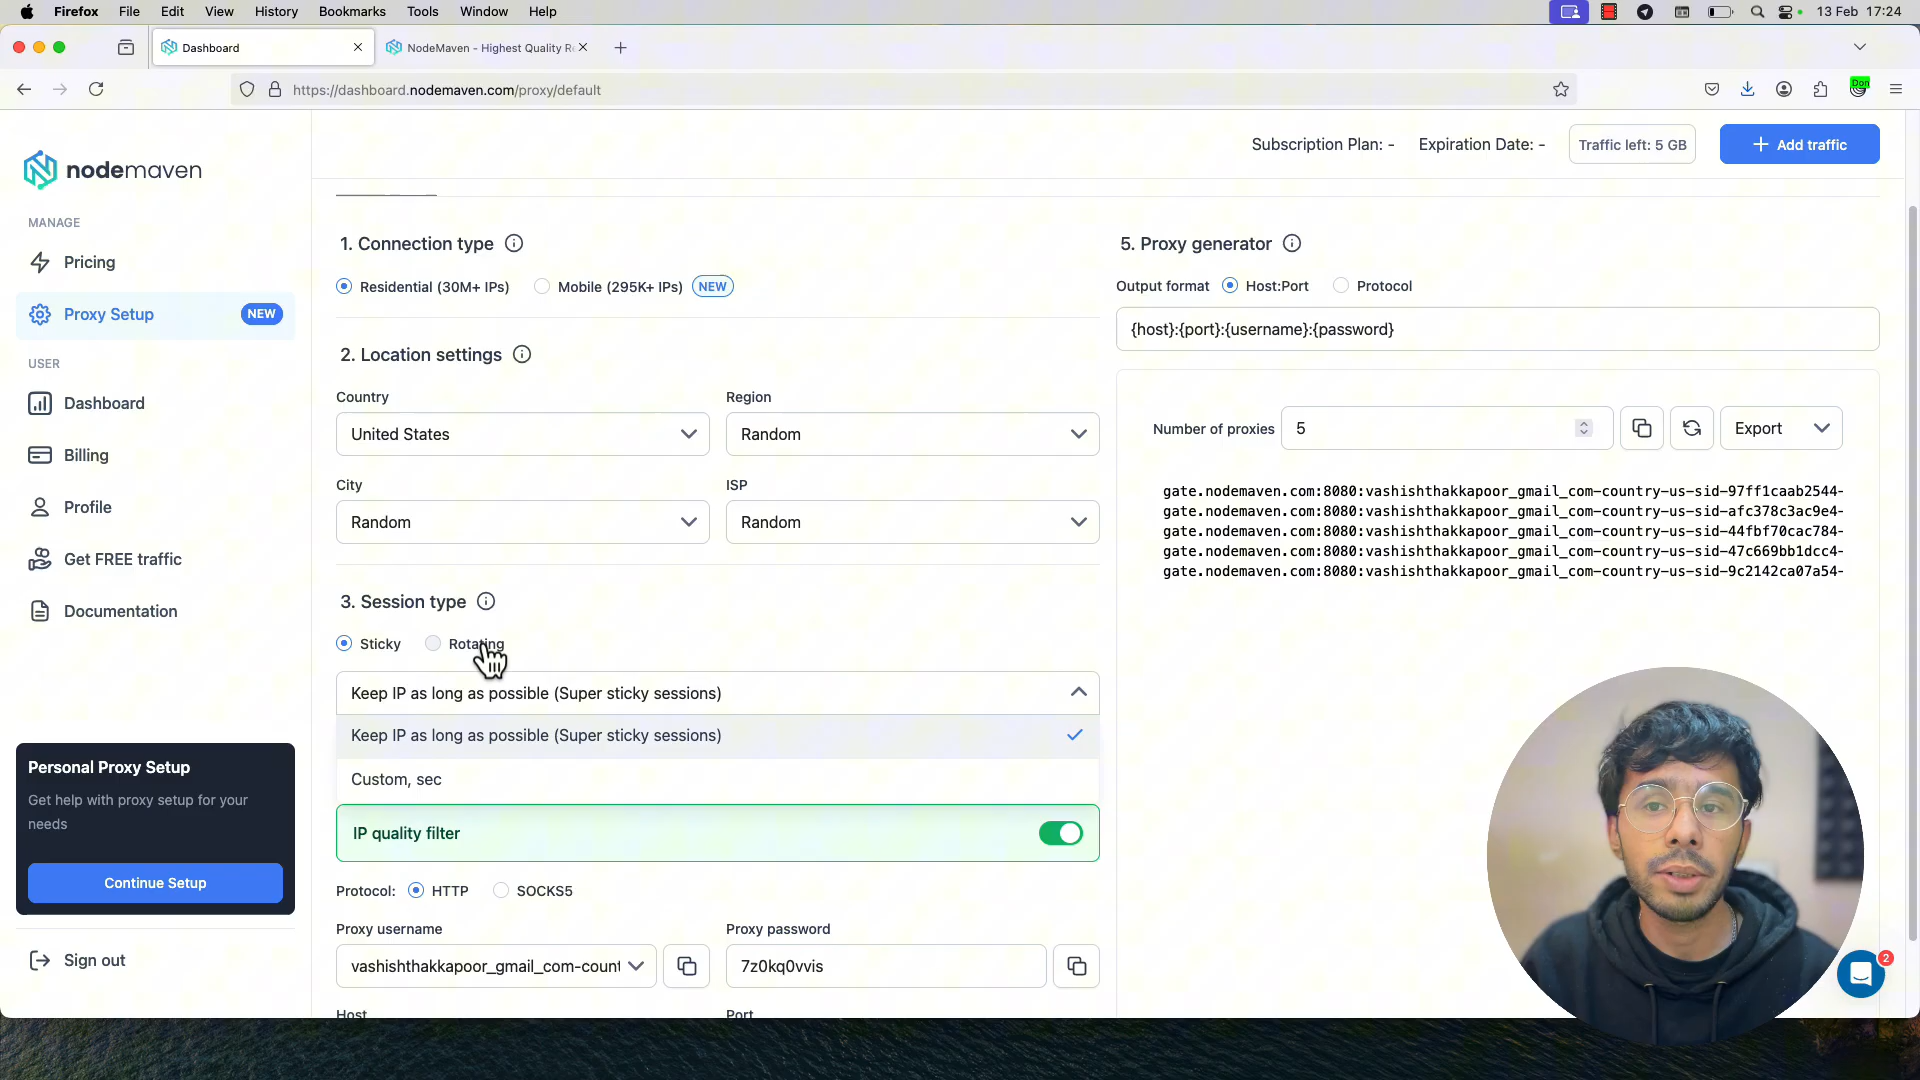 Firefox File Edit View History Bookmarks Tools Window Help 13 Feb 17:24
Dashboard NodeMaven - Highest Quality Re
https://dashboard.nodemaven.com/proxy/default Don
nodemaven
Subscription Plan: - Expiration Date: - Traffic left: 5 GB Add traffic
MANAGE
Pricing
Proxy Setup NEW
USER
Dashboard
Billing
Profile
Get FREE traffic
Documentation
Personal Proxy Setup
Get help with proxy setup for your
needs
Continue Setup
Sign out
1. Connection type
Residential (30M+ IPs) Mobile (295K+ IPs) NEW
2. Location settings
Country Region
United States Random
City ISP
Random Random
3. Session type
Sticky Rotating
Keep IP as long as possible (Super sticky sessions)
Keep IP as long as possible (Super sticky sessions)
Custom, sec
IP quality filter
Protocol: HTTP SOCKS5
Proxy username Proxy password
vashishthakkapoor_gmail_com-count 7z0kq0vvis
Host Port
5. Proxy generator
Output format Host:Port Protocol
{host}:{port}:{username}:{password}
Number of proxies 5 Export
gate.nodemaven.com:8080:vashishthakkapoor_gmail_com-country-us-sid-97ff1caab2544-
gate.nodemaven.com:8080:vashishthakkapoor_gmail_com-country-us-sid-afc378c3ac9e4-
gate.nodemaven.com:8080:vashishthakkapoor_gmail_com-country-us-sid-44fbf70cac784-
gate.nodemaven.com:8080:vashishthakkapoor_gmail_com-country-us-sid-47c669bb1dcc4-
gate.nodemaven.com:8080:vashishthakkapoor_gmail_com-country-us-sid-9c2142ca07a54-
2